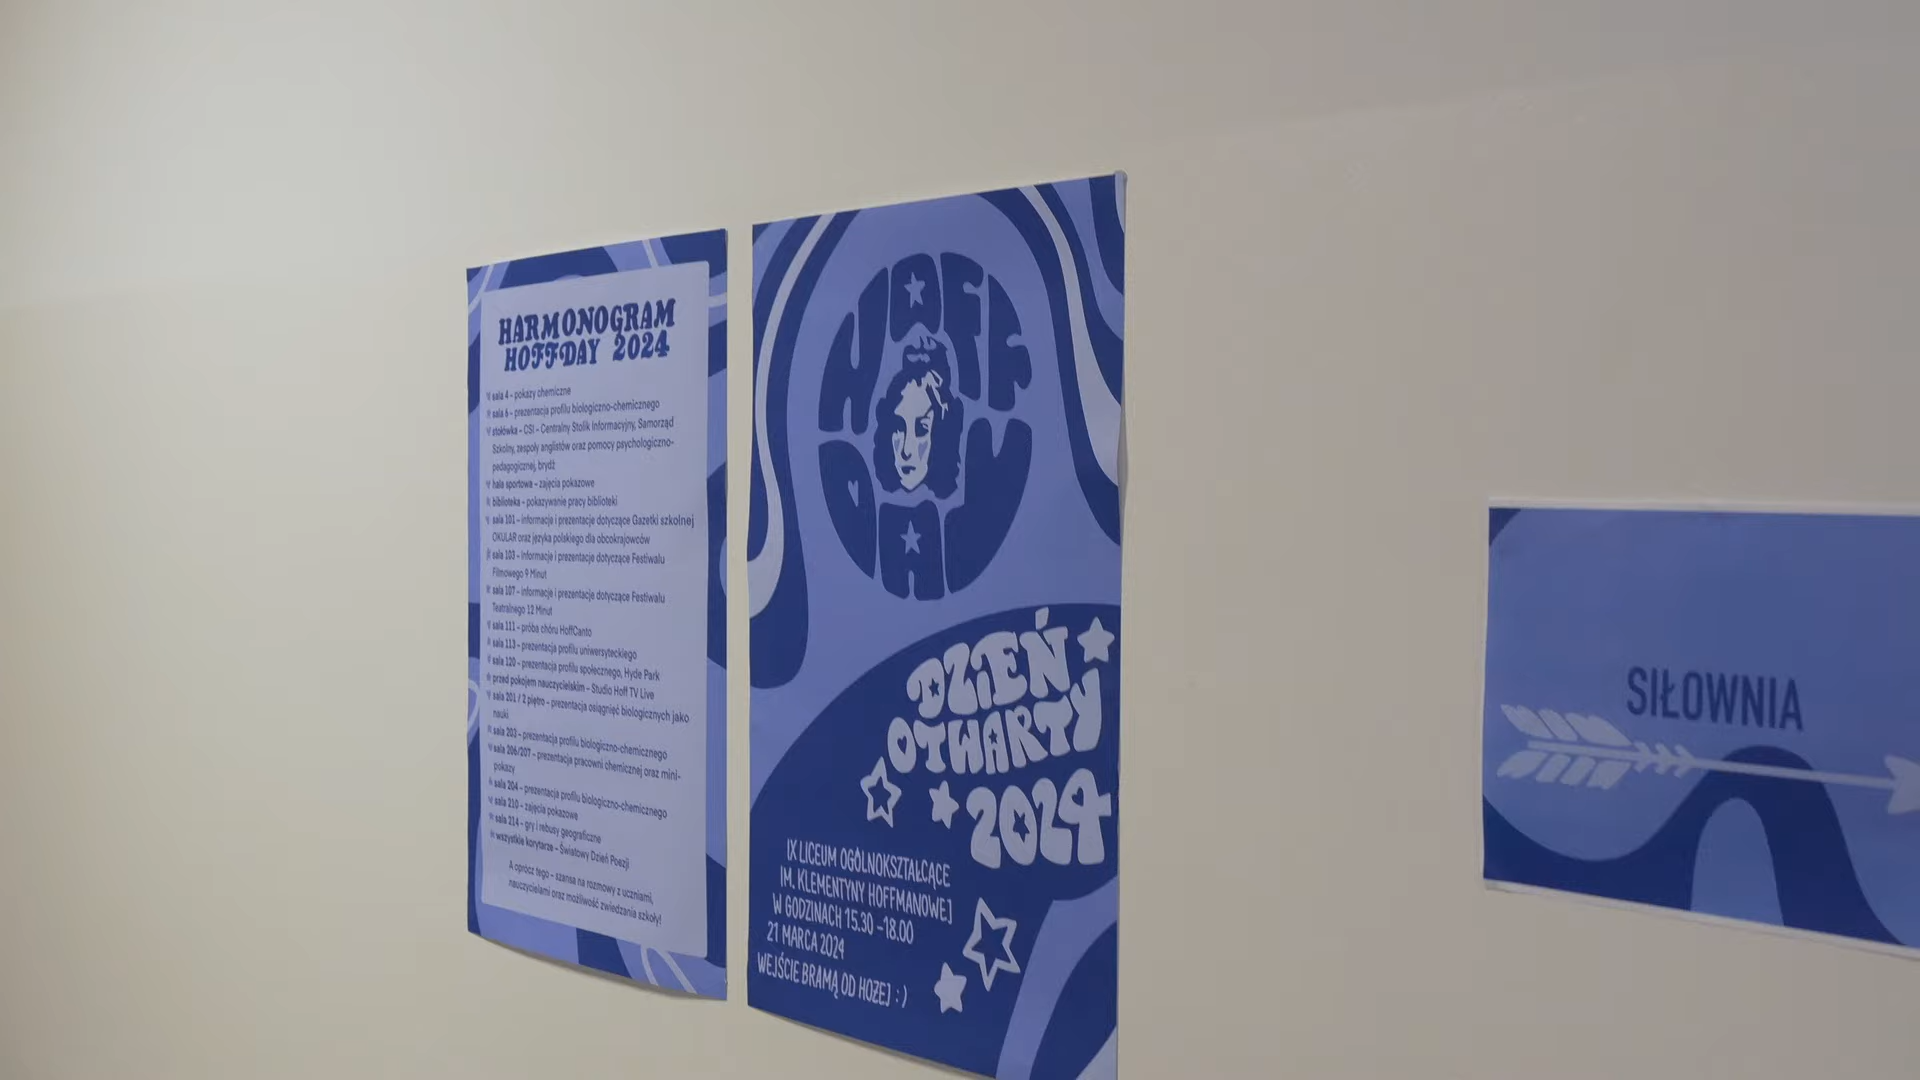 HARMONOGRAM
HOFFDAY 2024
sala 4 - pokazy chemiczne
sala 6 - prezentacja profilu biologiczno-chemicznego
stołówka - CSI - Centralny Stolik Informacyjny, Samorząd
Szkolny, zespoły anglistów oraz pomocy psychologiczno-
pedagogicznej, brydż
hala sportowa - zajęcia pokazowe
biblioteka - pokazywanie pracy biblioteki
sala 101 - informacje i prezentacje dotyczące Gazetki szkolnej
OKULAR oraz języka polskiego dla obcokrajowców
sala 103 - informacje i prezentacje dotyczące Festiwalu
Filmowego 9 Minut
sala 107 - informacje i prezentacje dotyczące Festiwalu
Teatralnego 12 Minut
sala 111 - próba chóru HoffCanto
sala 113 - prezentacja profilu uniwersyteckiego
sala 120 - prezentacja profilu społecznego, Hyde Park
przed pokojem nauczycielskim - Studio Hoff TV Live
sala 201 / 2 piętro - prezentacja osiągnięć biologicznych jako
nauki
sala 203 - prezentacja profilu biologiczno-chemicznego
sala 206/207 - prezentacja pracowni chemicznej oraz mini-
pokazy
sala 204 - prezentacja profilu biologiczno-chemicznego
sala 210 - zajęcia pokazowe
sala 214 - gry i rebusy geograficzne
wszystkie korytarze - Światowy Dzień Poezji
A oprócz tego - szansa na rozmowy z uczniami,
nauczycielami oraz możliwość zwiedzania szkoły!
HOFF
DAY
DZIEŃ
OTWARTY
2024
IX LICEUM OGÓLNOKSZTAŁCĄCE
IM. KLEMENTYNY HOFFMANOWEJ
W GODZINACH 15.30 -18.00
21 MARCA 2024
WEJŚCIE BRAMĄ OD HOŻEJ :)
SIŁOWNIA